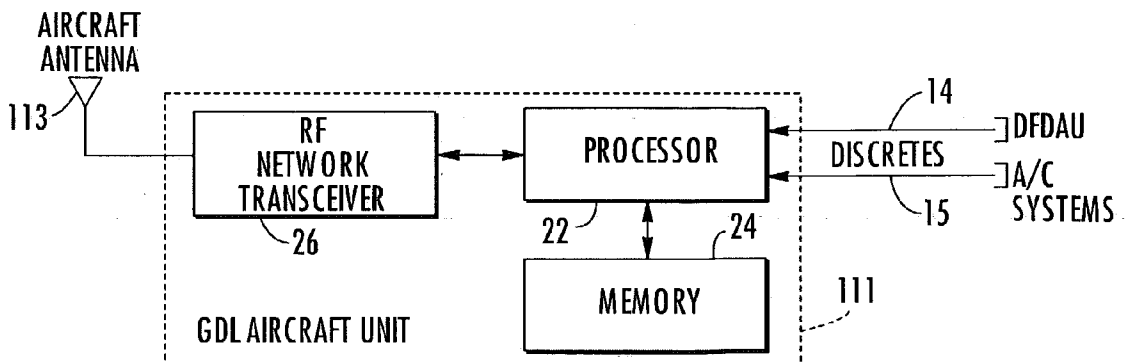 AIRCRAFT
ANTENNA
113
RF
NETWORK
TRANSCEIVER
26
PROCESSOR
22
14
DFDAU
DISCRETES
A/C
SYSTEMS
15
24
MEMORY
111
GDL AIRCRAFT UNIT